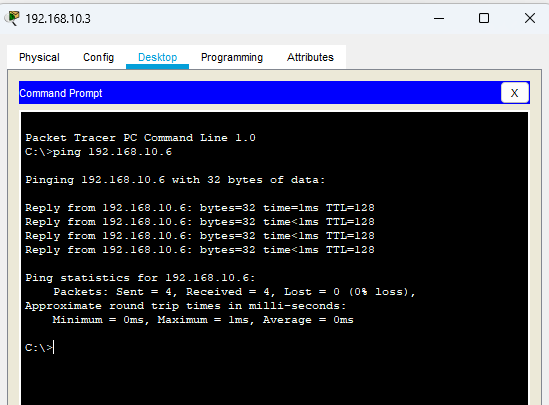 192.168.10.3
Physical Config Desktop Programming Attributes
Command Prompt X
Packet Tracer PC Command Line 1.0
C:\>ping 192.168.10.6
Pinging 192.168.10.6 with 32 bytes of data:
Reply from 192.168.10.6: bytes=32 time=1ms TTL=128
Reply from 192.168.10.6: bytes=32 time<1ms TTL=128
Reply from 192.168.10.6: bytes=32 time<1ms TTL=128
Reply from 192.168.10.6: bytes=32 time<1ms TTL=128
Ping statistics for 192.168.10.6:
Packets: Sent = 4, Received = 4, Lost = 0 (0% loss),
Approximate round trip times in milli-seconds:
Minimum = 0ms, Maximum = 1ms, Average = 0ms
C:\>